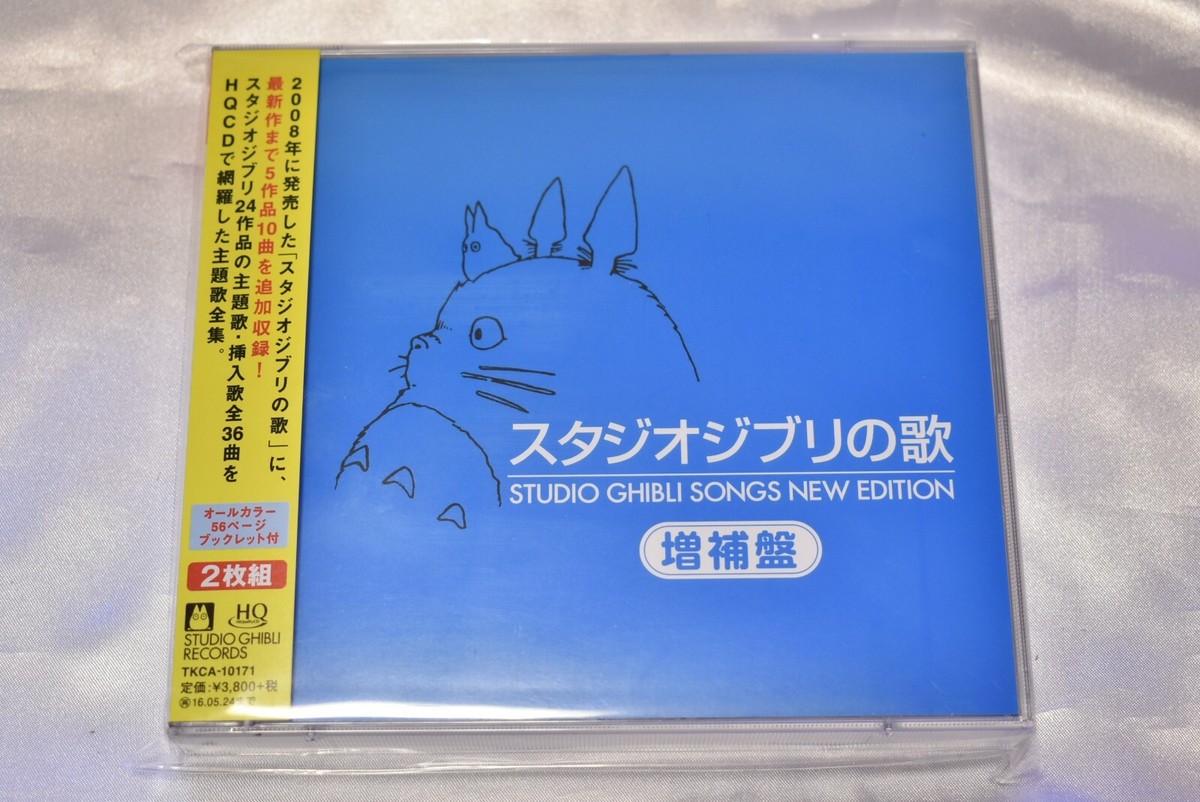 2008年に発売した「スタジオジブリの歌」に、
最新作まで5作品10曲を追加収録!
スタジオジブリ24作品の主題歌・挿入歌全36曲を
HQCDで網羅した主題歌全集。
オールカラー
56ページ
ブックレット付
2枚組
HQ
STUDIO GHIBLI
RECORDS
TKCA-10171
定価:¥3,800+税
16.05.24まで
スタジオジブリの歌
STUDIO GHIBLI SONGS NEW EDITION
増補盤